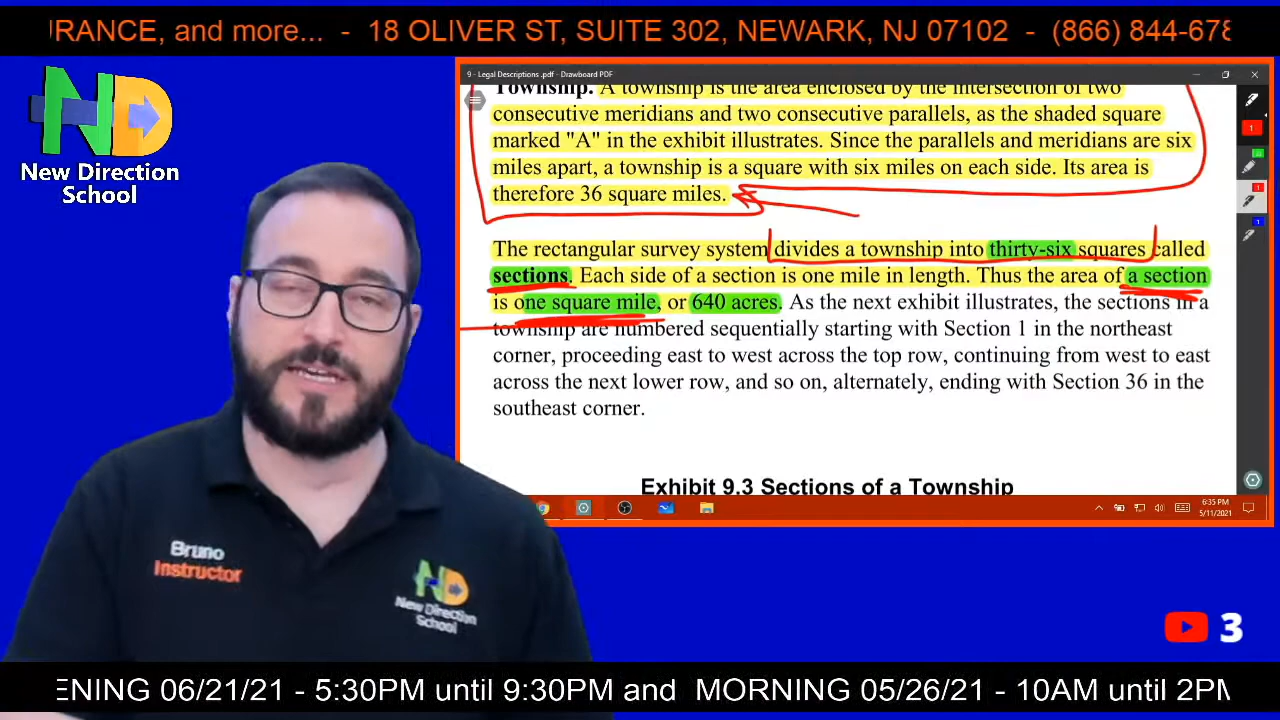 URANCE, and more... - 18 OLIVER ST, SUITE 302, NEWARK, NJ 07102 - (866) 844-678
ND
New Direction
School
9 - Legal Descriptions .pdf - Drawboard PDF
Township. A township is the area enclosed by the intersection of two
consecutive meridians and two consecutive parallels, as the shaded square
marked "A" in the exhibit illustrates. Since the parallels and meridians are six
miles apart, a township is a square with six miles on each side. Its area is
therefore 36 square miles.
The rectangular survey system divides a township into thirty-six squares called
sections. Each side of a section is one mile in length. Thus the area of a section
is one square mile, or 640 acres. As the next exhibit illustrates, the sections in a
township are numbered sequentially starting with Section 1 in the northeast
corner, proceeding east to west across the top row, continuing from west to east
across the next lower row, and so on, alternately, ending with Section 36 in the
southeast corner.
Exhibit 9.3 Sections of a Township
6:35 PM
5/11/2021
Bruno
Instructor
ND
New Direction
School
3
ENING 06/21/21 - 5:30PM until 9:30PM and MORNING 05/26/21 - 10AM until 2PM